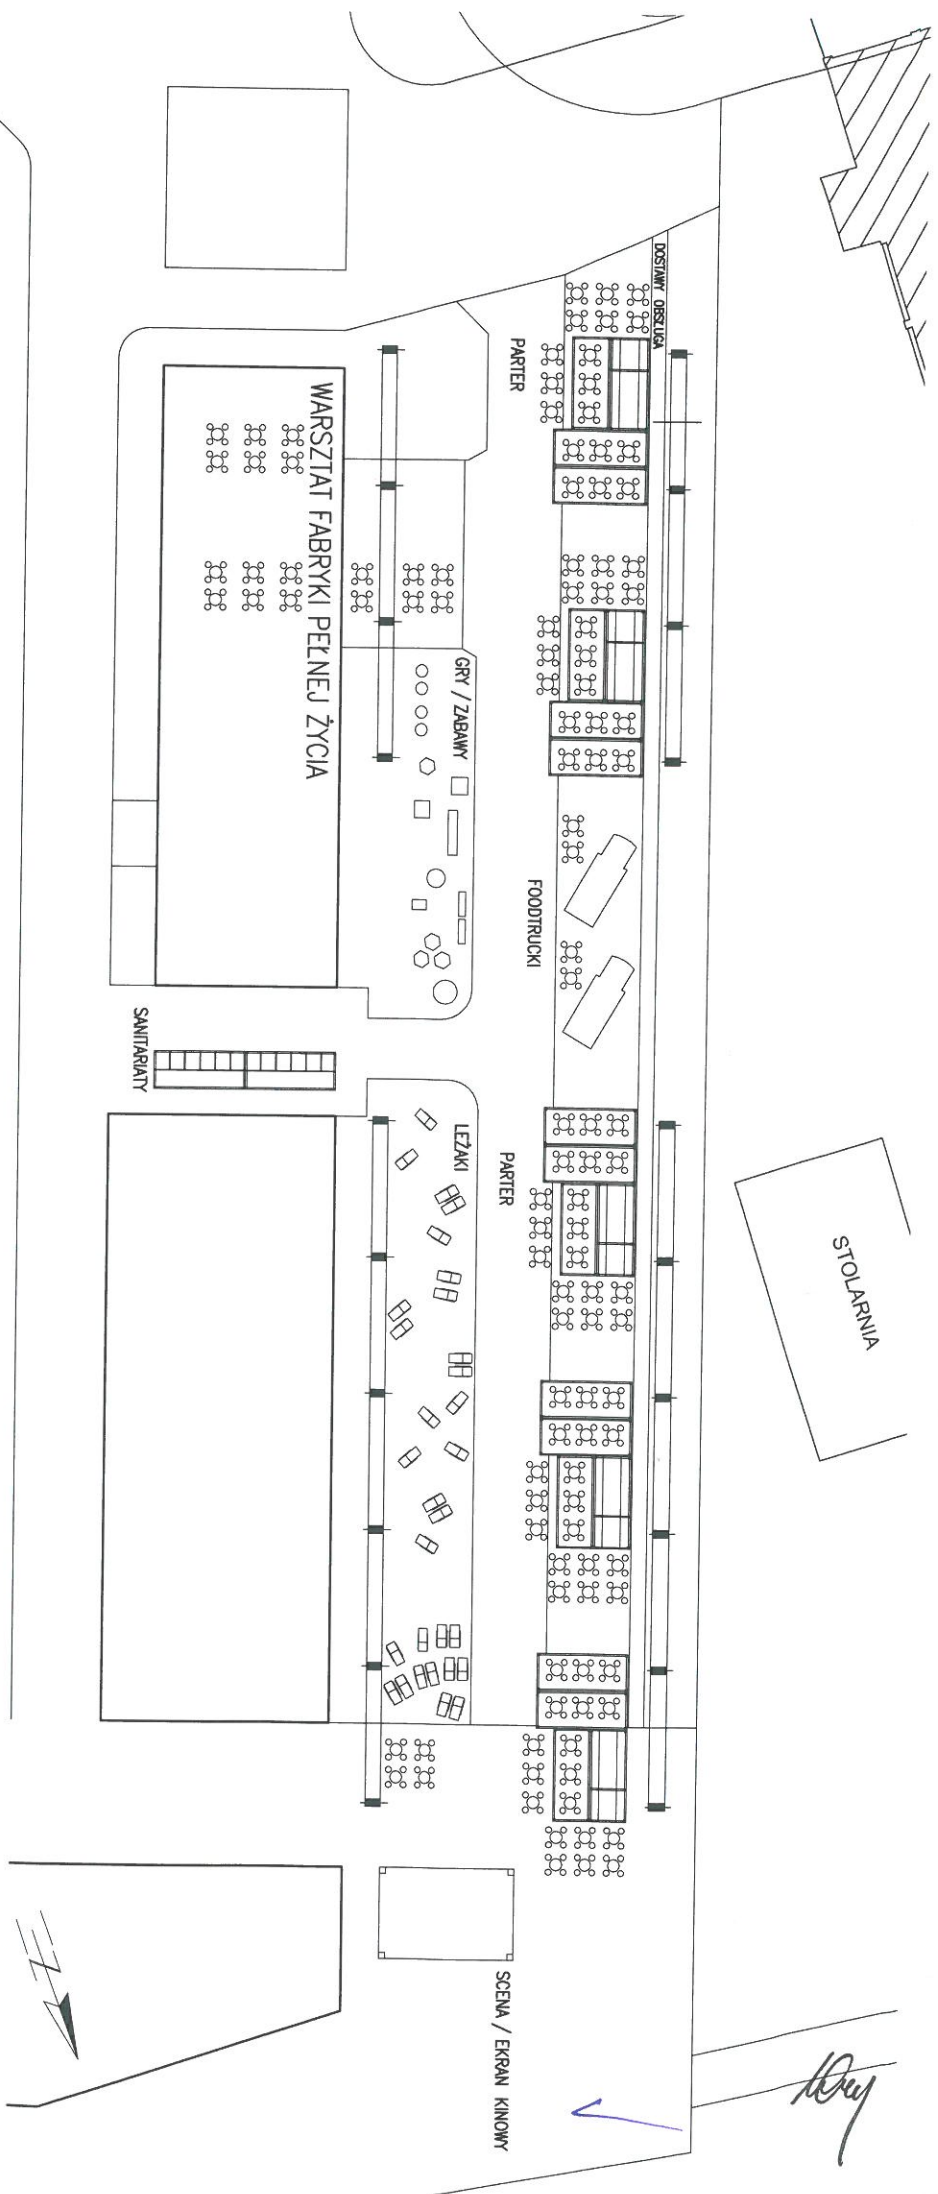 DOSTAWY OBSŁUGA
PARTER
WARSZTAT FABRYKI PEŁNEJ ŻYCIA
GRY / ZABAWY
FOODTRUCKI
SANITARIATY
LEŻAKI
PARTER
STOLARNIA
SCENA / EKRAN KINOWY